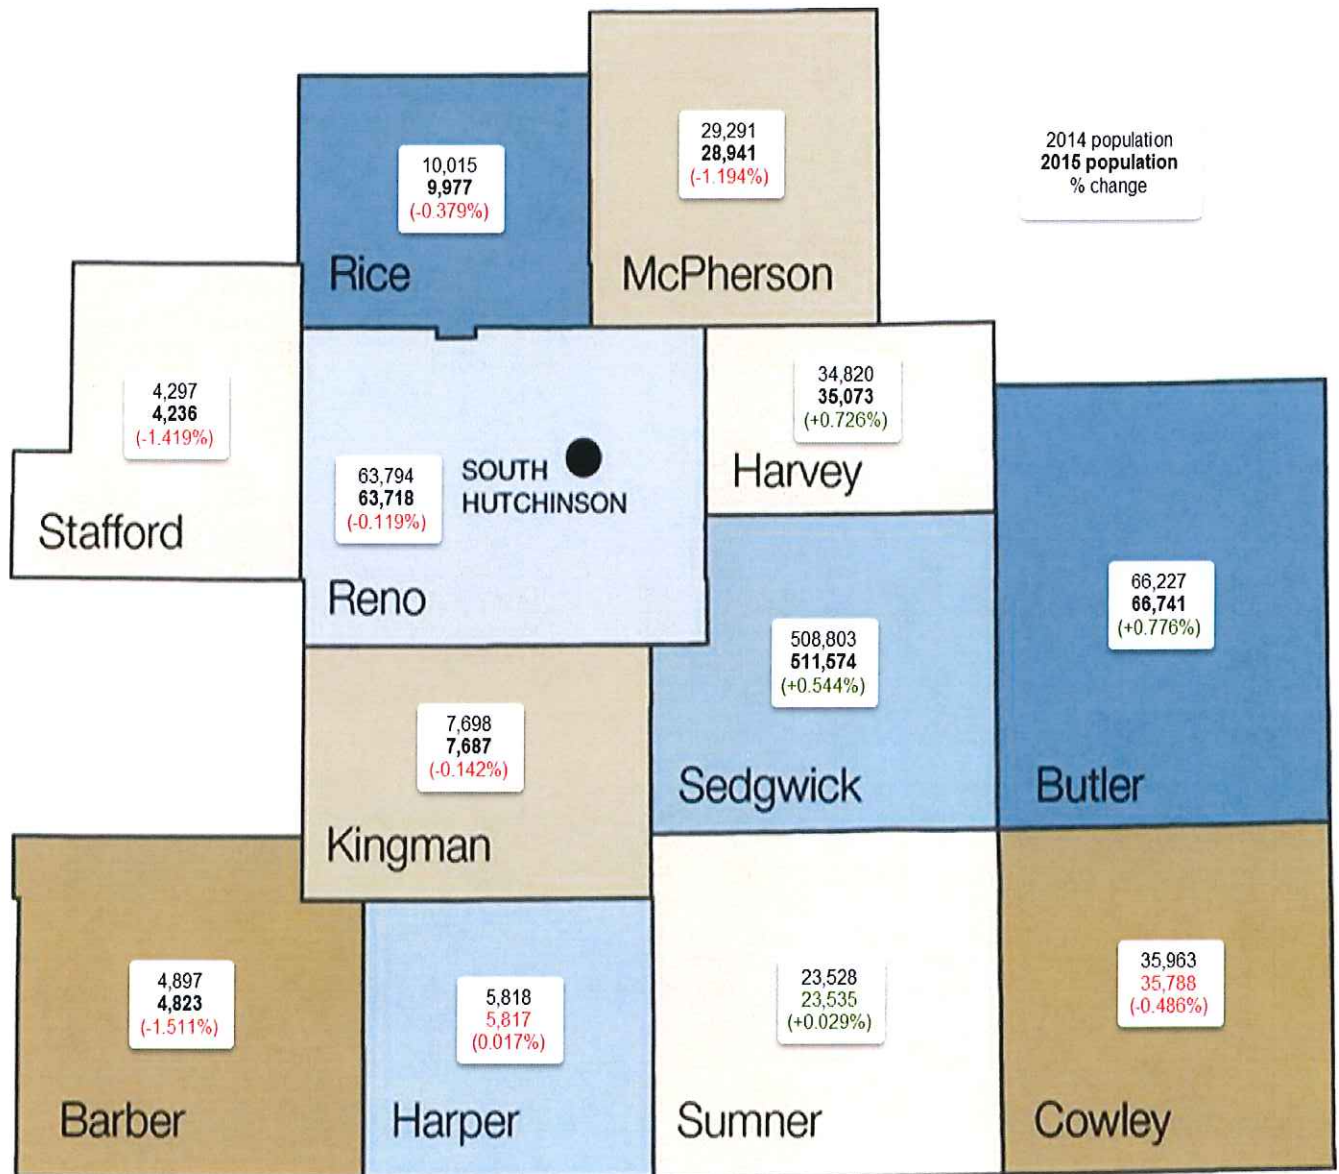 29,291
28,941
(-1.194%)
McPherson
2014 population
2015 population
% change
10,015
9,977
(-0.379%)
Rice
4,297
4,236
(-1.419%)
Stafford
63,794
63,718
(-0.119%)
SOUTH
HUTCHINSON
Reno
34,820
35,073
(+0.726%)
Harvey
66,227
66,741
(+0.776%)
Butler
508,803
511,574
(+0.544%)
Sedgwick
7,698
7,687
(-0.142%)
Kingman
4,897
4,823
(-1.511%)
Barber
5,818
5,817
(0.017%)
Harper
23,528
23,535
(+0.029%)
Sumner
35,963
35,788
(-0.486%)
Cowley